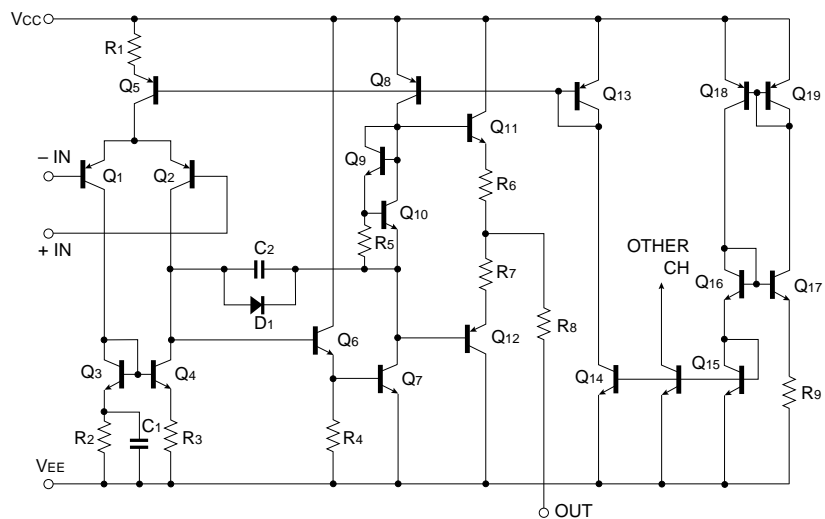 VCC
R1
Q5
Q8
Q13
Q18
Q19
Q11
– IN
Q1
Q2
Q9
R6
Q10
+ IN
R5
C2
OTHER
CH
R7
Q16
Q17
D1
Q6
Q12
R8
Q3
Q4
Q7
Q14
Q15
R9
R2
C1
R3
R4
VEE
OUT